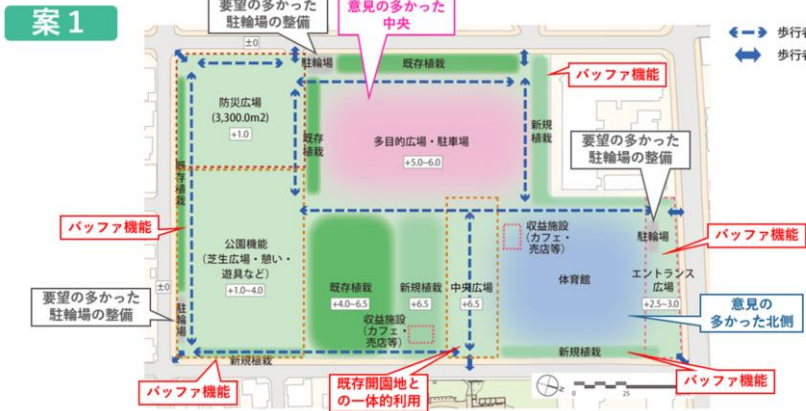 案１
要望の多かった
駐輪場の整備
意見の多かった
中央
歩行者
歩行者
±0
駐輪場
既存植栽
バッファ機能
防災広場
(3,300.0m2)
+1.0
既存
植栽
多目的広場・駐車場
+5.0~6.0
新規
植栽
要望の多かった
駐輪場の整備
既存植栽
バッファ機能
公園機能
(芝生広場・憩い・
遊具など)
+1.0~4.0
収益施設
(カフェ・
売店等)
駐輪場
バッファ機能
エントランス
広場
+2.5~3.0
±0
要望の多かった
駐輪場の整備
駐輪場
既存植栽
+4.0~6.5
新規植栽
+6.5
中央広場
+6.5
体育館
意見の
多かった北側
収益施設
(カフェ・
売店等)
新規植栽
新規植栽
バッファ機能
既存開園地と
の一体的利用
N
0
25
バッファ機能